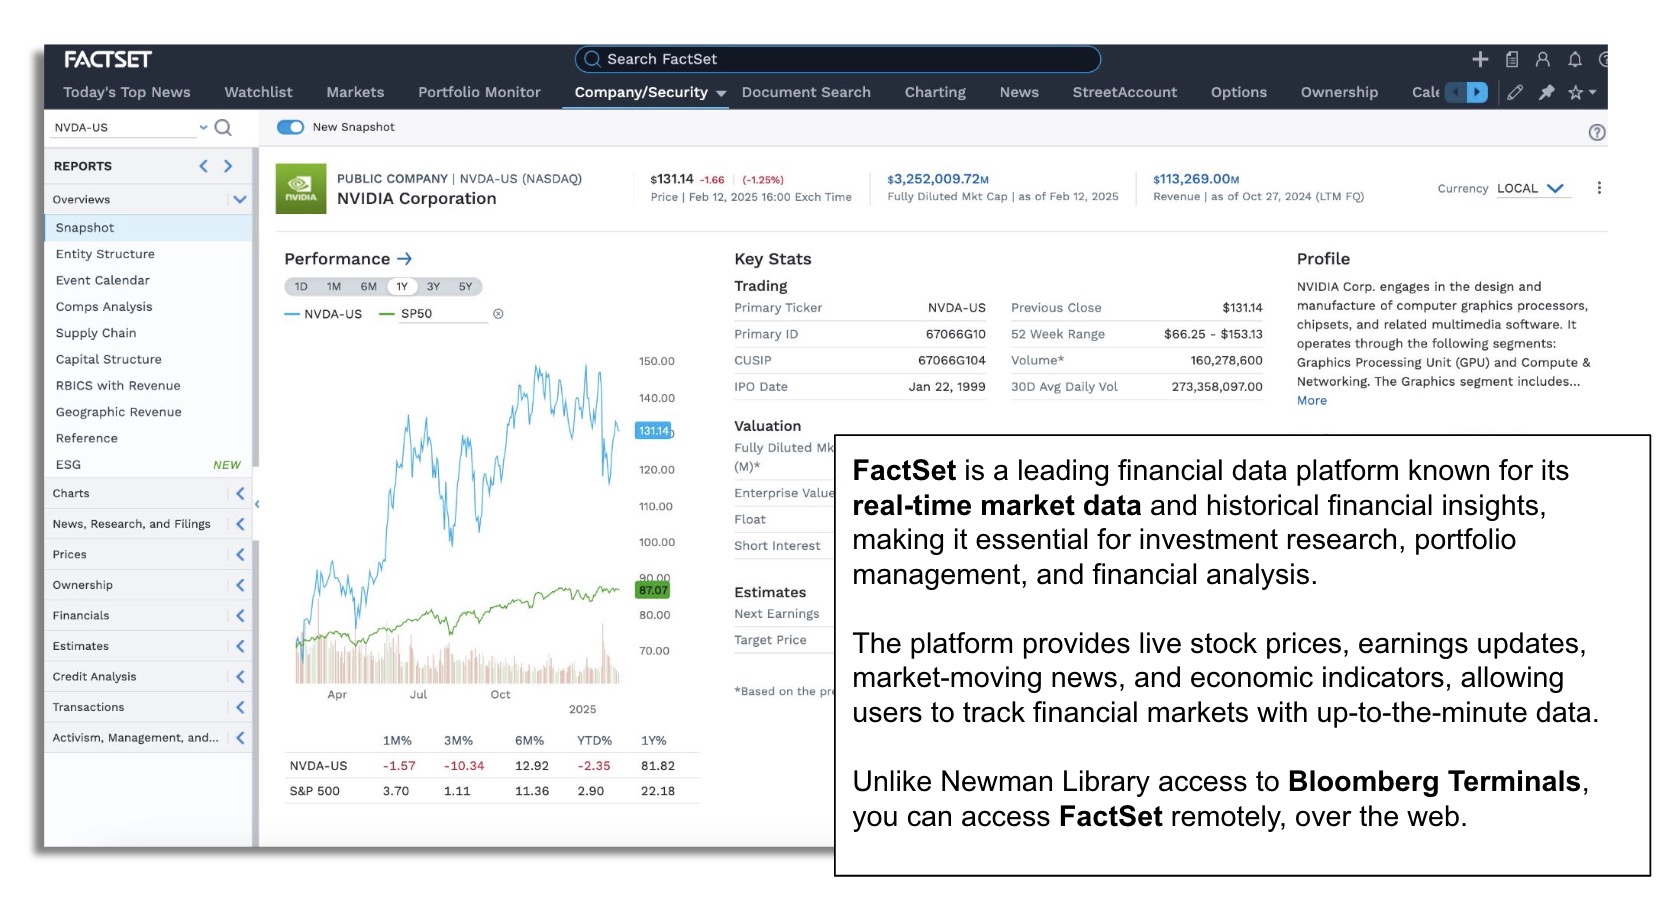 FACTSET
Search FactSet
Today's Top News Watchlist Markets Portfolio Monitor Company/Security Document Search Charting News StreetAccount Options Ownership
NVDA-US
New Snapshot
REPORTS
Overviews
Snapshot
Entity Structure
Event Calendar
Comps Analysis
Supply Chain
Capital Structure
RBICS with Revenue
Geographic Revenue
Reference
ESG NEW
Charts
News, Research, and Filings
Prices
Ownership
Financials
Estimates
Credit Analysis
Transactions
Activism, Management, and...
NVIDIA
PUBLIC COMPANY | NVDA-US (NASDAQ)
NVIDIA Corporation
$131.14 -1.66 (-1.25%)
Price | Feb 12, 2025 16:00 Exch Time
$3,252,009.72M
Fully Diluted Mkt Cap | as of Feb 12, 2025
$113,269.00M
Revenue | as of Oct 27, 2024 (LTM FQ)
Currency LOCAL
Performance
1D 1M 6M 1Y 3Y 5Y
NVDA-US SP50
150.00
140.00
131.14
120.00
110.00
100.00
90.00
87.07
80.00
70.00
Apr Jul Oct
2025
1M% 3M% 6M% YTD% 1Y%
NVDA-US -1.57 -10.34 12.92 -2.35 81.82
S&P 500 3.70 1.11 11.36 2.90 22.18
Key Stats
Trading
Primary Ticker NVDA-US Previous Close $131.14
Primary ID 67066G10 52 Week Range $66.25 - $153.13
CUSIP 67066G104 Volume* 160,278,600
IPO Date Jan 22, 1999 30D Avg Daily Vol 273,358,097.00
Valuation
Fully Diluted Mk
(M)*
Enterprise Value
Float
Short Interest
Estimates
Next Earnings
Target Price
*Based on the pr
Profile
NVIDIA Corp. engages in the design and
manufacture of computer graphics processors,
chipsets, and related multimedia software. It
operates through the following segments:
Graphics Processing Unit (GPU) and Compute &
Networking. The Graphics segment includes...
More
FactSet is a leading financial data platform known for its
real-time market data and historical financial insights,
making it essential for investment research, portfolio
management, and financial analysis.
The platform provides live stock prices, earnings updates,
market-moving news, and economic indicators, allowing
users to track financial markets with up-to-the-minute data.
Unlike Newman Library access to Bloomberg Terminals,
you can access FactSet remotely, over the web.